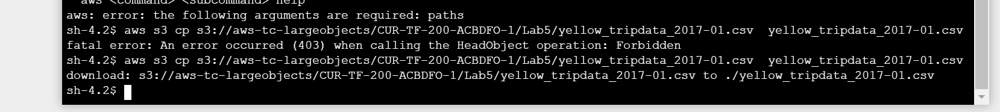 aws <command> <subcommand> help
aws: error: the following arguments are required: paths
sh-4.2$ aws s3 cp s3://aws-tc-largeobjects/CUR-TF-200-ACBDFO-1/Lab5/yellow_tripdata_2017-01.csv  yellow_tripdata_2017-01.csv
fatal error: An error occurred (403) when calling the HeadObject operation: Forbidden
sh-4.2$ aws s3 cp s3://aws-tc-largeobjects/CUR-TF-200-ACBDFO-1/Lab5/yellow_tripdata_2017-01.csv  yellow_tripdata_2017-01.csv
download: s3://aws-tc-largeobjects/CUR-TF-200-ACBDFO-1/Lab5/yellow_tripdata_2017-01.csv to ./yellow_tripdata_2017-01.csv
sh-4.2$